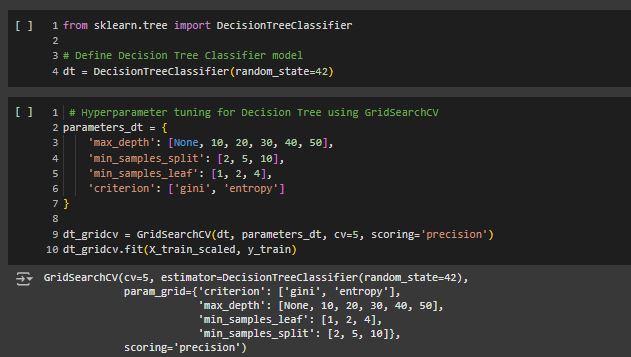 [ ] 1 from sklearn.tree import DecisionTreeClassifier
2
3 # Define Decision Tree Classifier model
4 dt = DecisionTreeClassifier(random_state=42)
[ ] 1 # Hyperparameter tuning for Decision Tree using GridSearchCV
2 parameters_dt = {
3     'max_depth': [None, 10, 20, 30, 40, 50],
4     'min_samples_split': [2, 5, 10],
5     'min_samples_leaf': [1, 2, 4],
6     'criterion': ['gini', 'entropy']
7 }
8
9 dt_gridcv = GridSearchCV(dt, parameters_dt, cv=5, scoring='precision')
10 dt_gridcv.fit(X_train_scaled, y_train)
GridSearchCV(cv=5, estimator=DecisionTreeClassifier(random_state=42),
             param_grid={'criterion': ['gini', 'entropy'],
                         'max_depth': [None, 10, 20, 30, 40, 50],
                         'min_samples_leaf': [1, 2, 4],
                         'min_samples_split': [2, 5, 10]},
             scoring='precision')